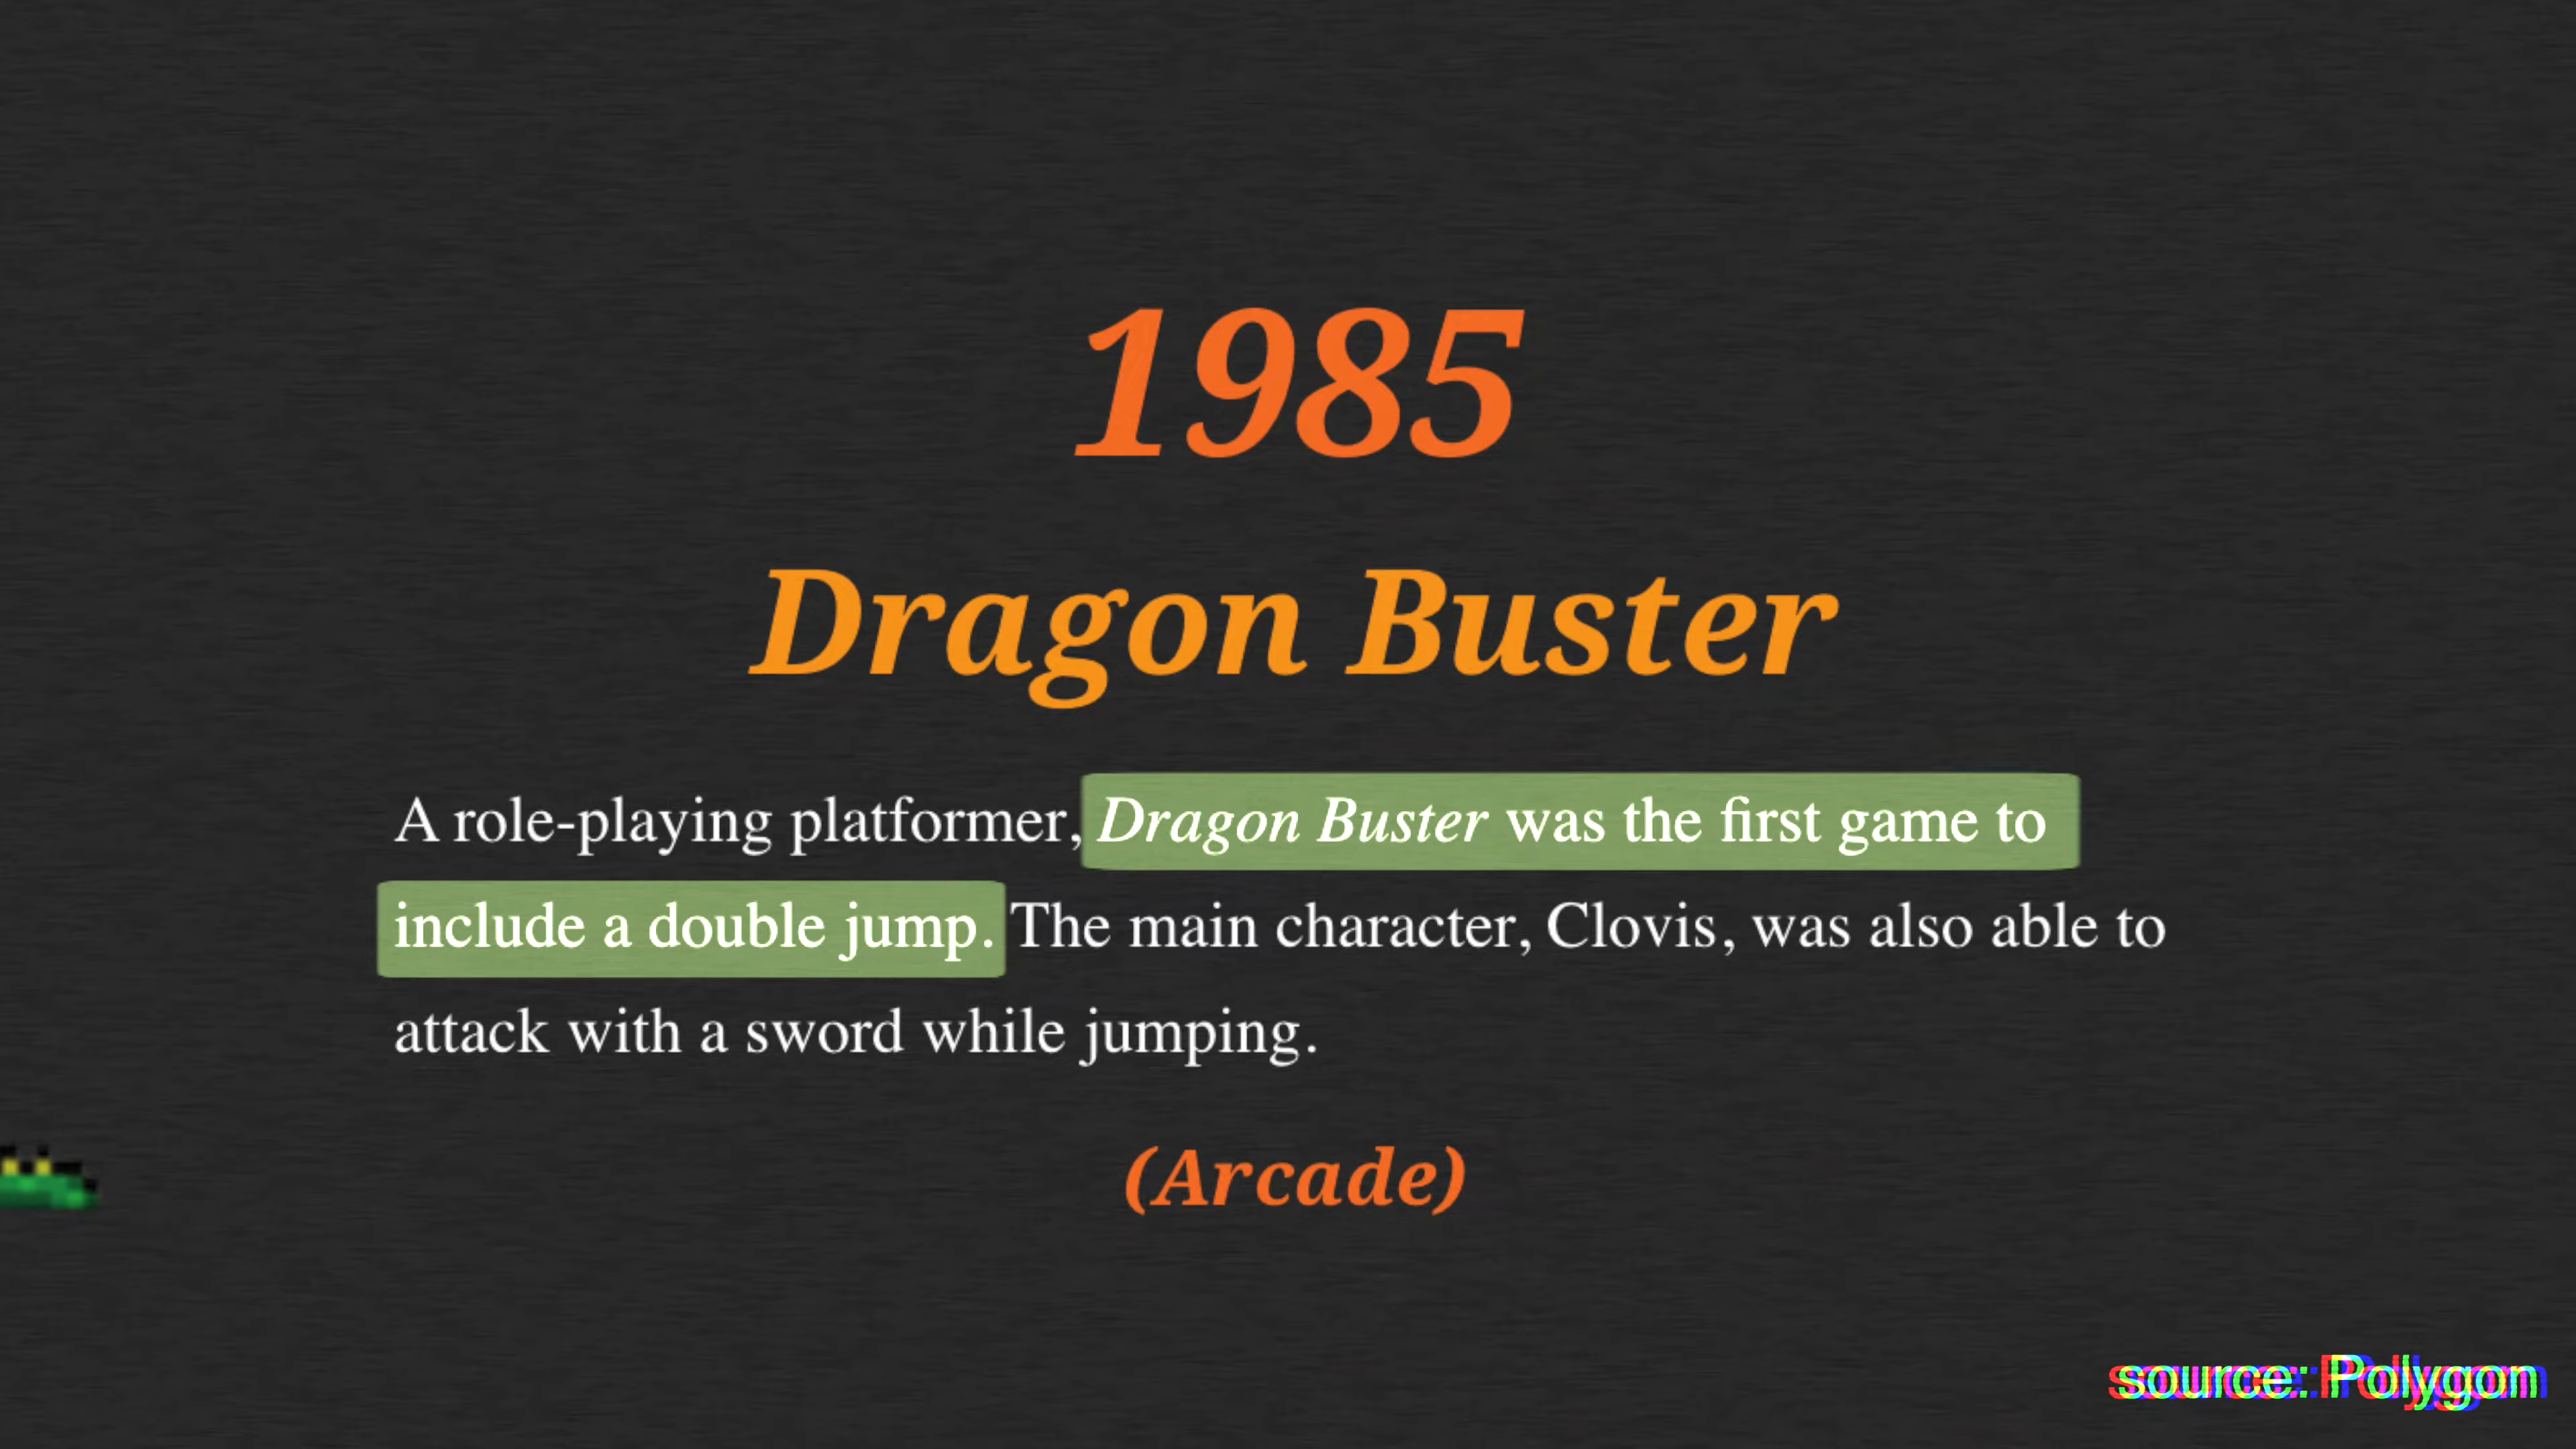 1985
Dragon Buster
A role-playing platformer, Dragon Buster was the first game to
include a double jump. The main character, Clovis, was also able to
attack with a sword while jumping.
(Arcade)
source: Polygon